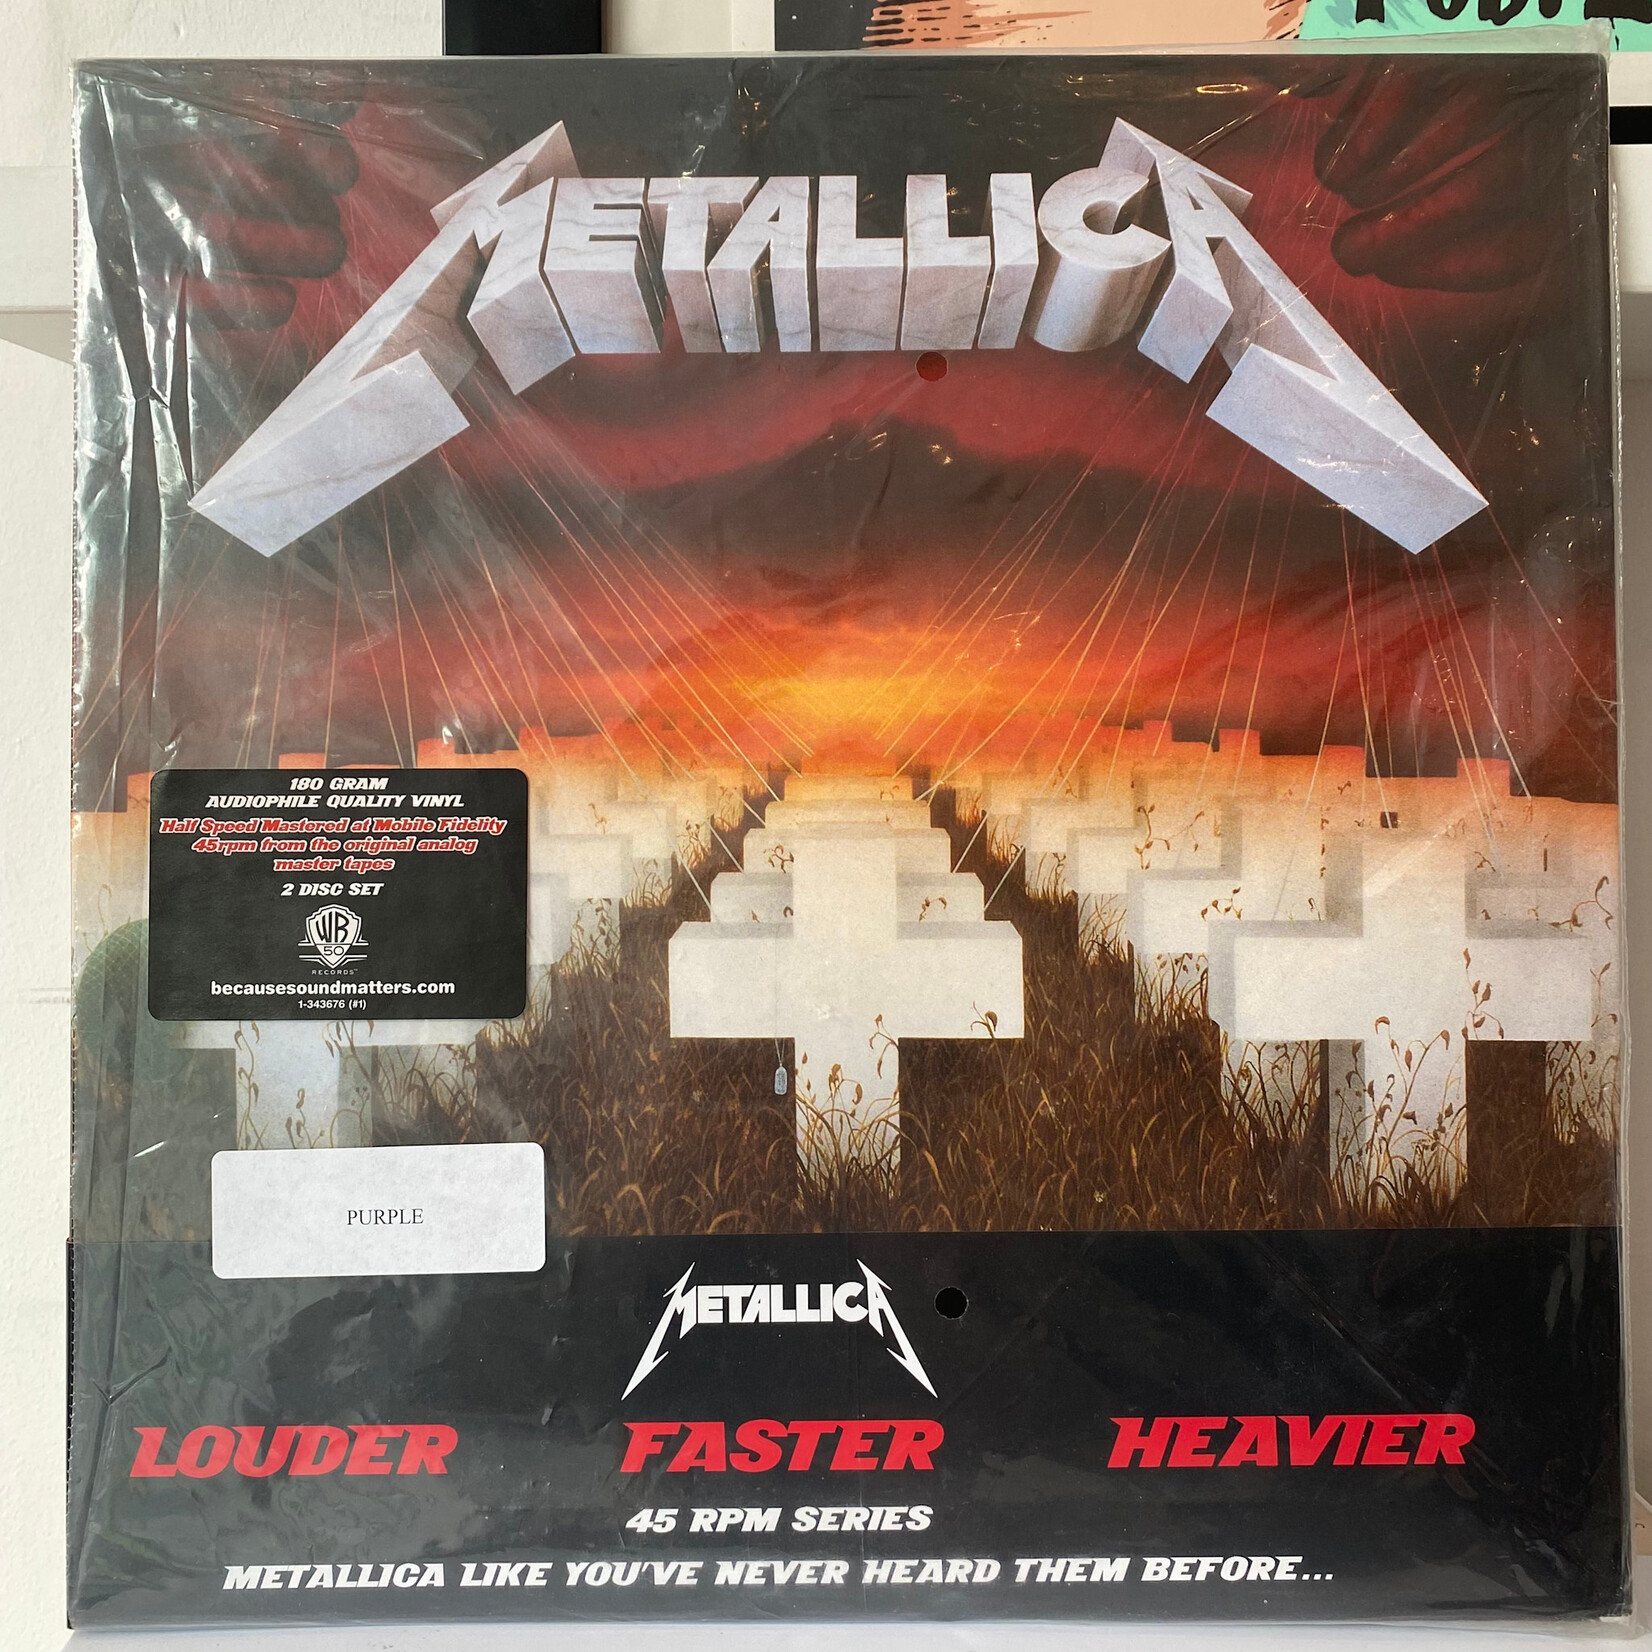 METALLICA
180 GRAM
AUDIOPHILE QUALITY VINYL
Half Speed Mastered at Mobile Fidelity
45rpm from the original analog
master tapes
2 DISC SET
WB
50
RECORDS™
becausesoundmatters.com
1-343676 (#1)
PURPLE
METALLICA
LOUDER FASTER HEAVIER
45 RPM SERIES
METALLICA LIKE YOU'VE NEVER HEARD THEM BEFORE...